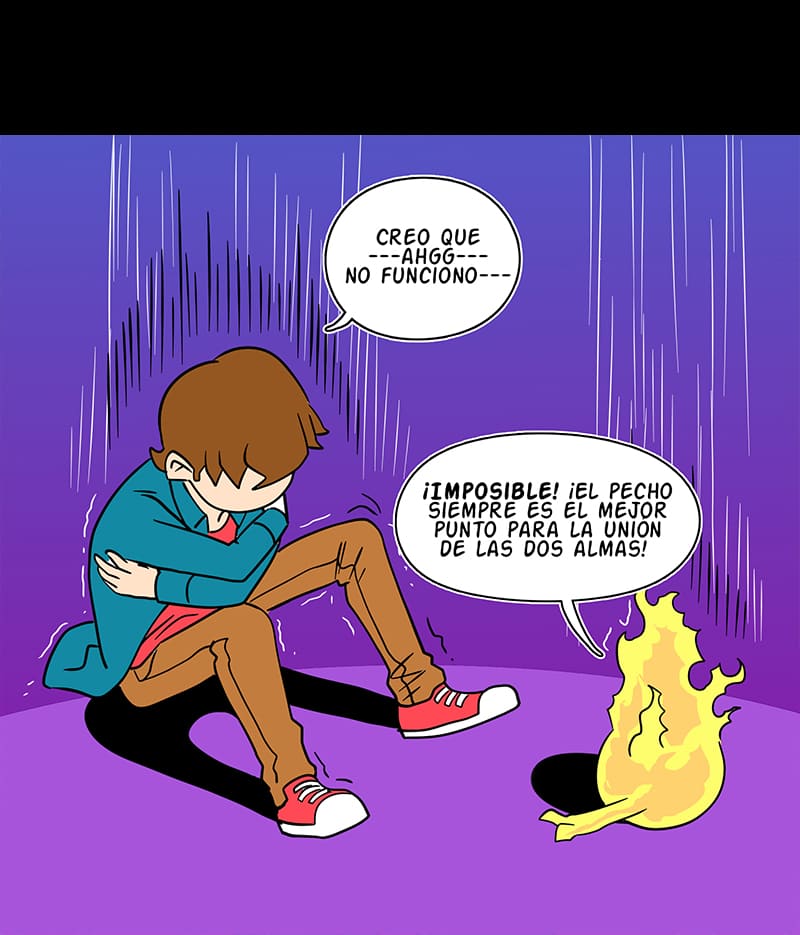 CREO QUE
---AHGG---
NO FUNCIONO---
¡IMPOSIBLE! ¡EL PECHO
SIEMPRE ES EL MEJOR
PUNTO PARA LA UNION
DE LAS DOS ALMAS!